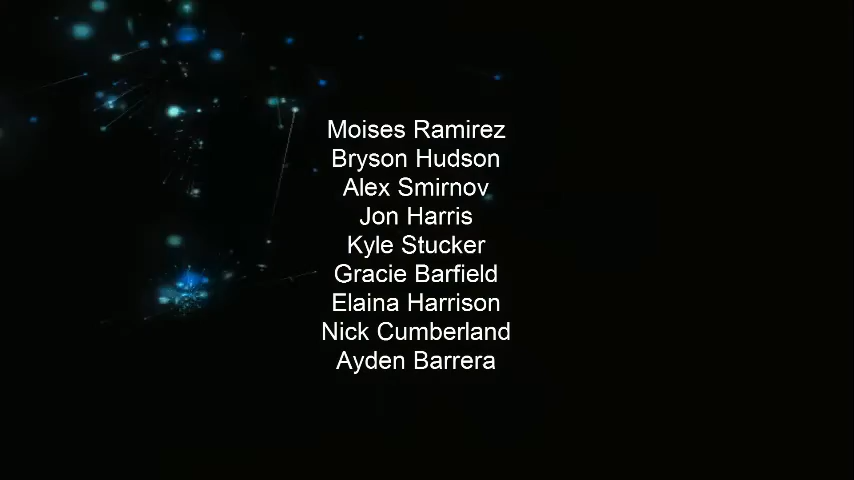 Moises Ramirez
Bryson Hudson
Alex Smirnov
Jon Harris
Kyle Stucker
Gracie Barfield
Elaina Harrison
Nick Cumberland
Ayden Barrera